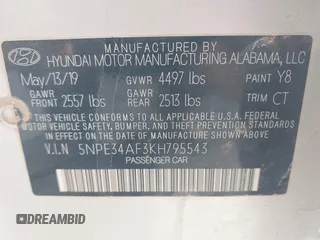 MANUFACTURED BY
HYUNDAI MOTOR MANUFACTURING ALABAMA, LLC
May/13/19 GVWR 4497 lbs PAINT Y8
GAWR FRONT 2557 lbs GAWR REAR 2513 lbs TRIM CT
THIS VEHICLE CONFORMS TO ALL APPLICABLE U.S. FEDERAL MOTOR VEHICLE SAFETY, BUMPER, AND THEFT PREVENTION STANDARDS IN EFFECT ON THE DATE OF MANUFACTURE SHOWN ABOVE.
V.I.N 5NPE34AF3KH795543
PASSENGER CAR
DREAMBID